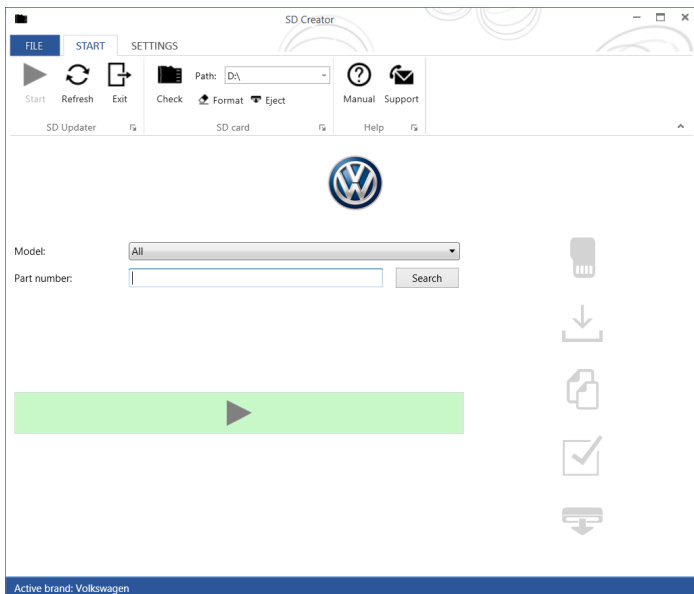 SD Creator
FILE START SETTINGS
Start Refresh Exit Check Path: D:\ Format Eject Manual Support
SD Updater SD card Help
Model: All
Part number: Search
Active brand: Volkswagen